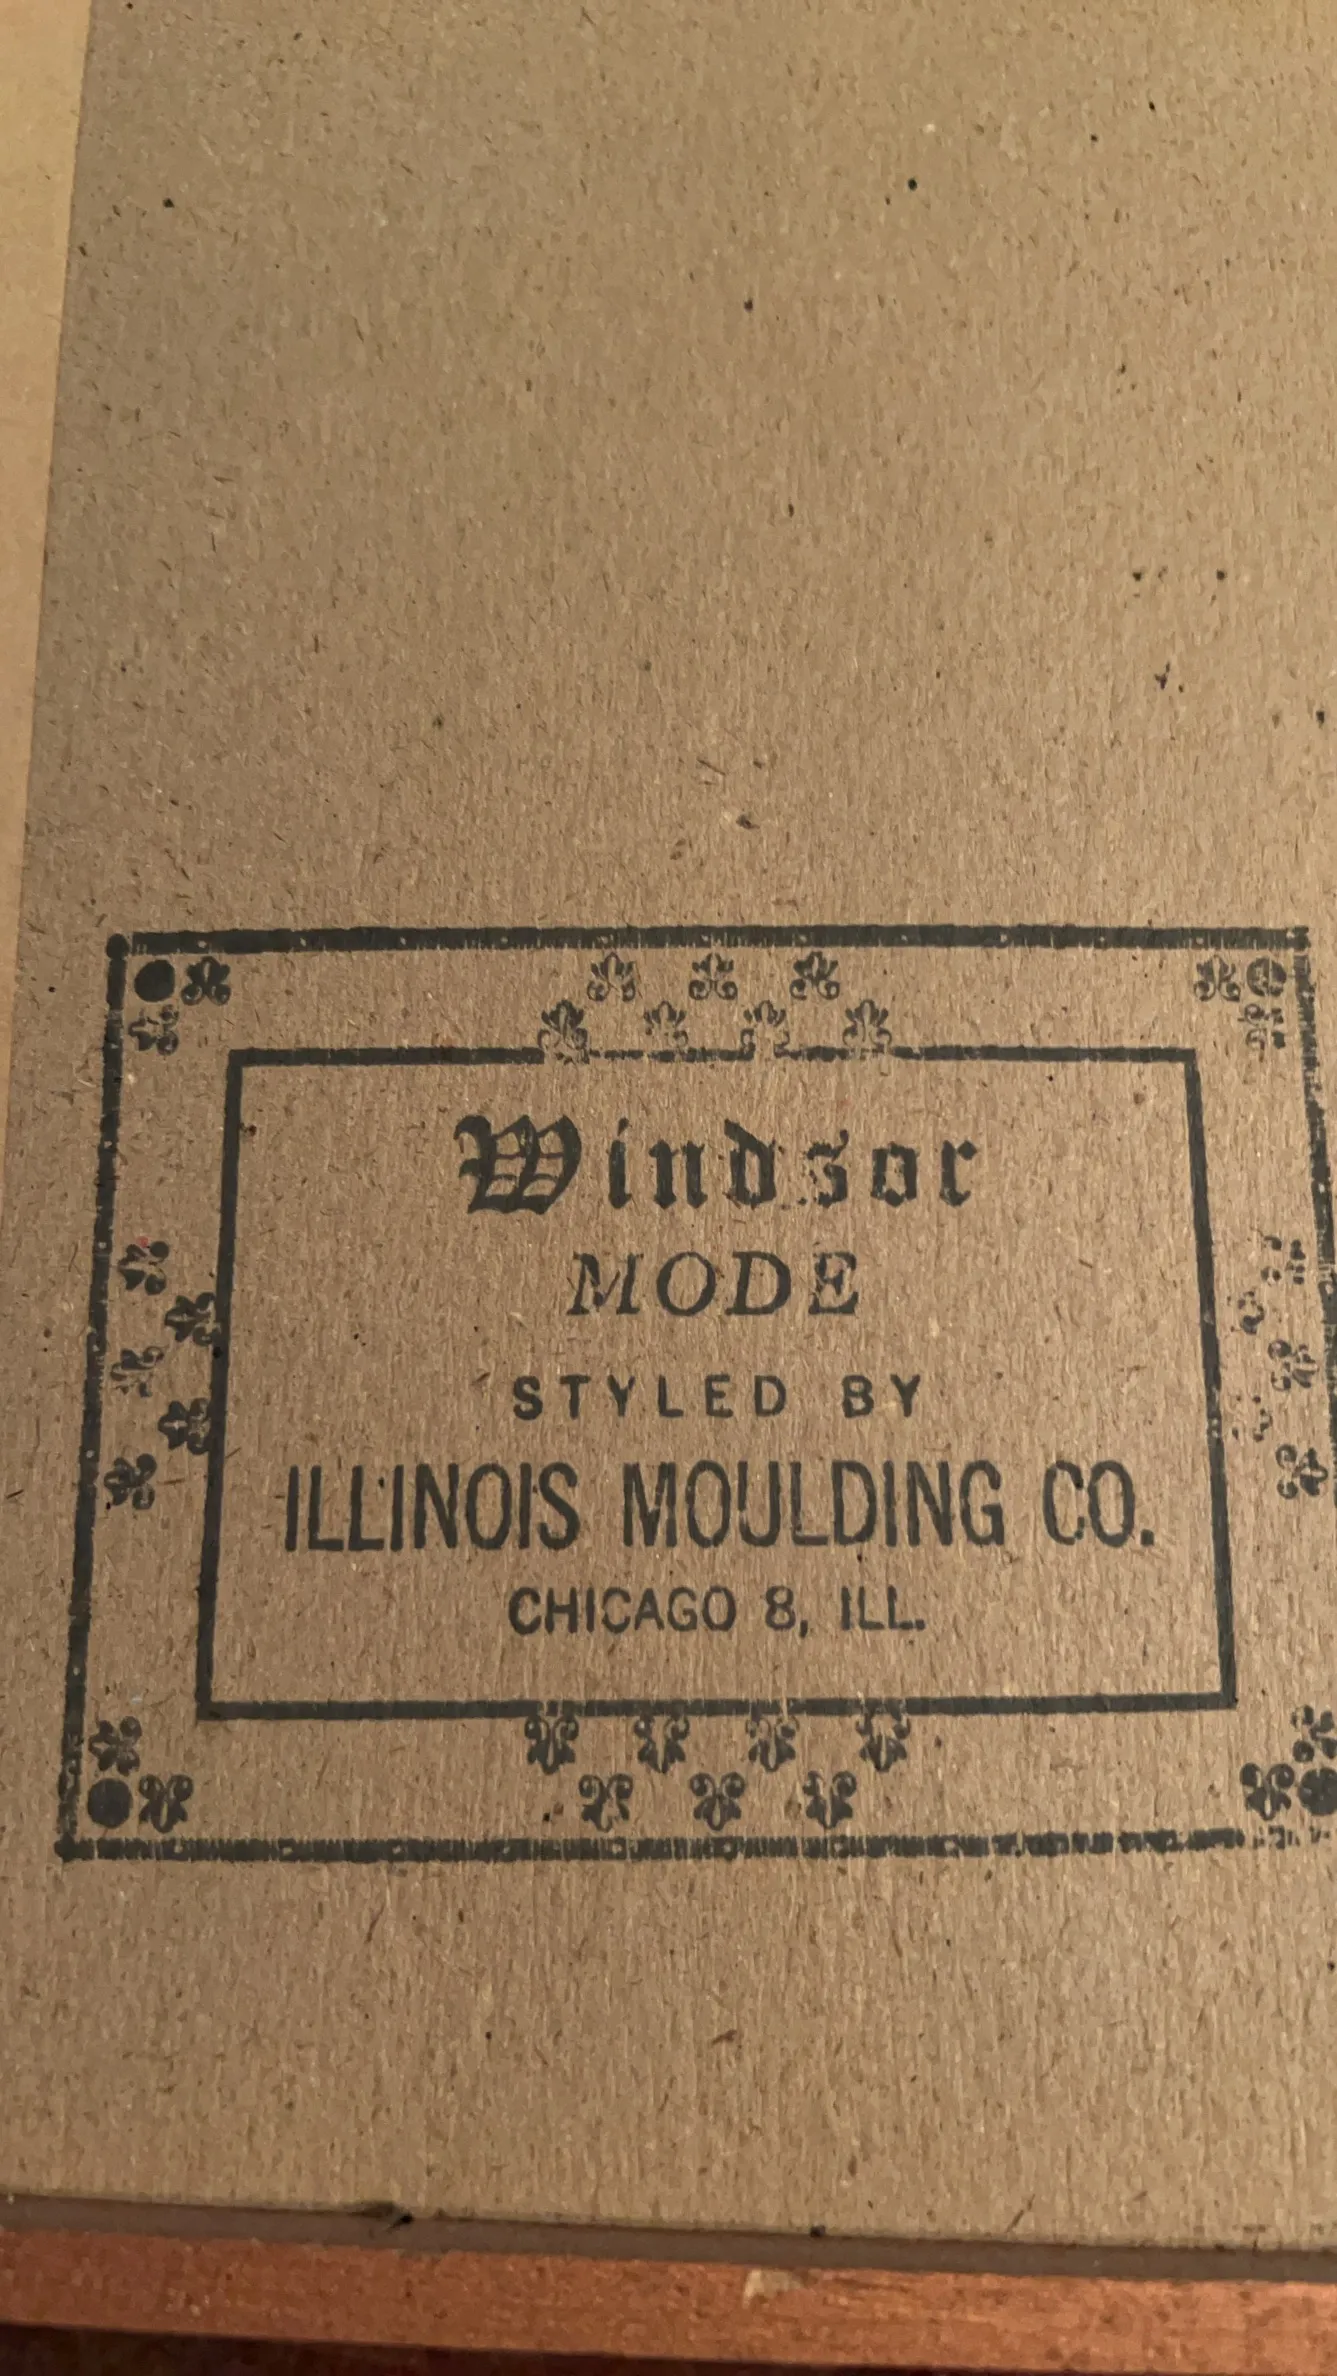 Windsor
MODE
STYLED BY
ILLINOIS MOULDING CO.
CHICAGO 8, ILL.